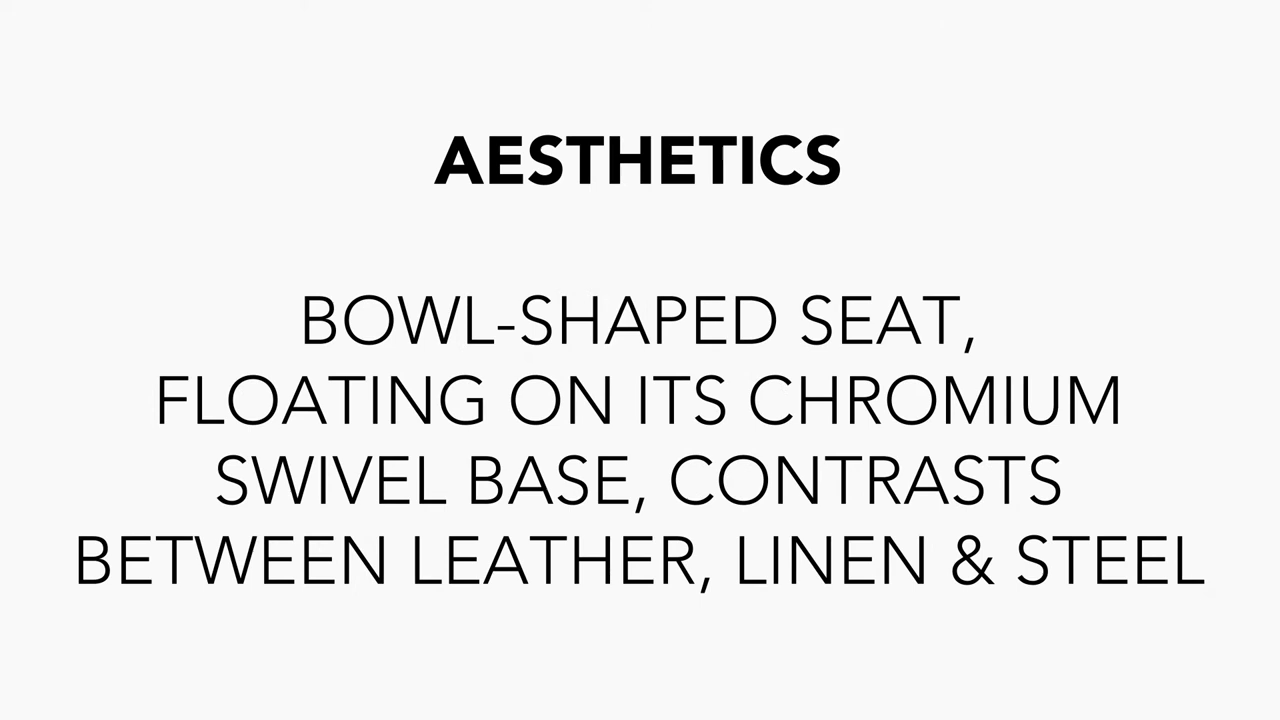 AESTHETICS
BOWL-SHAPED SEAT,
FLOATING ON ITS CHROMIUM
SWIVEL BASE, CONTRASTS
BETWEEN LEATHER, LINEN & STEEL